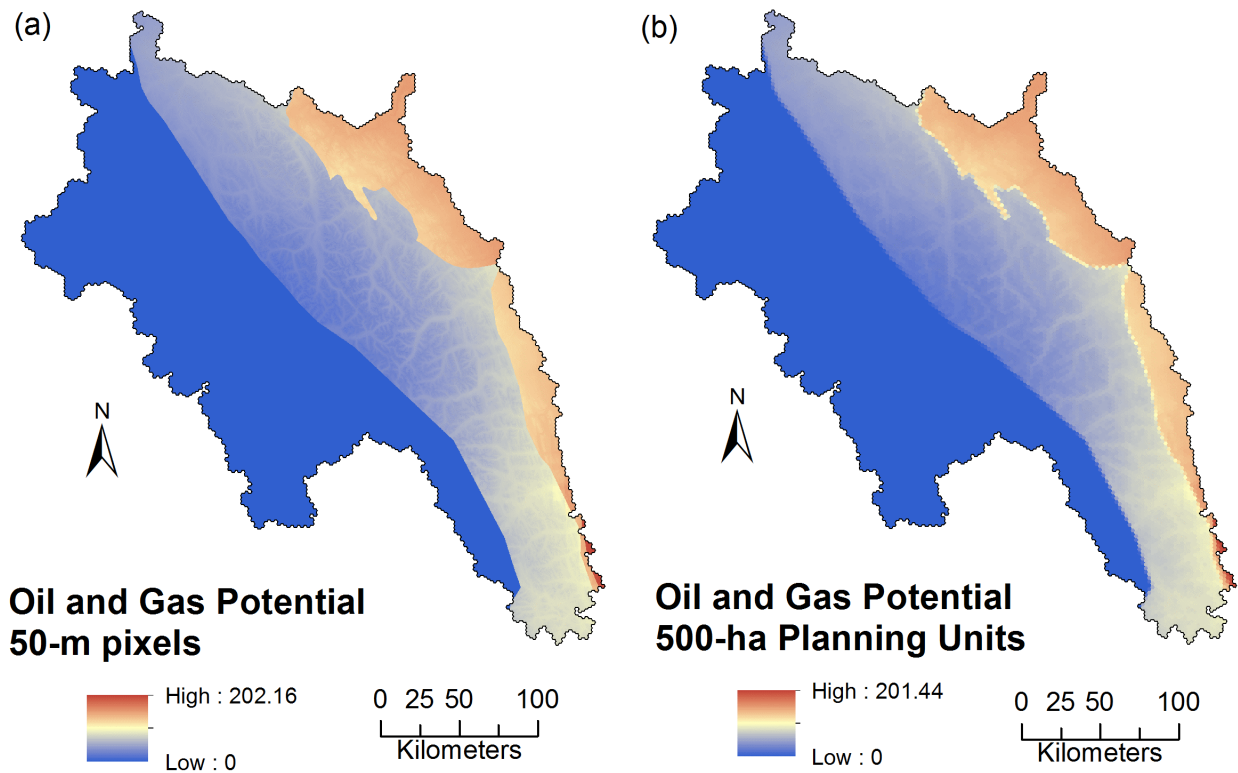 (a)
N
Oil and Gas Potential
50-m pixels
High : 202.16
Low : 0
0 25 50 100
Kilometers
(b)
N
Oil and Gas Potential
500-ha Planning Units
High : 201.44
Low : 0
0 25 50 100
Kilometers